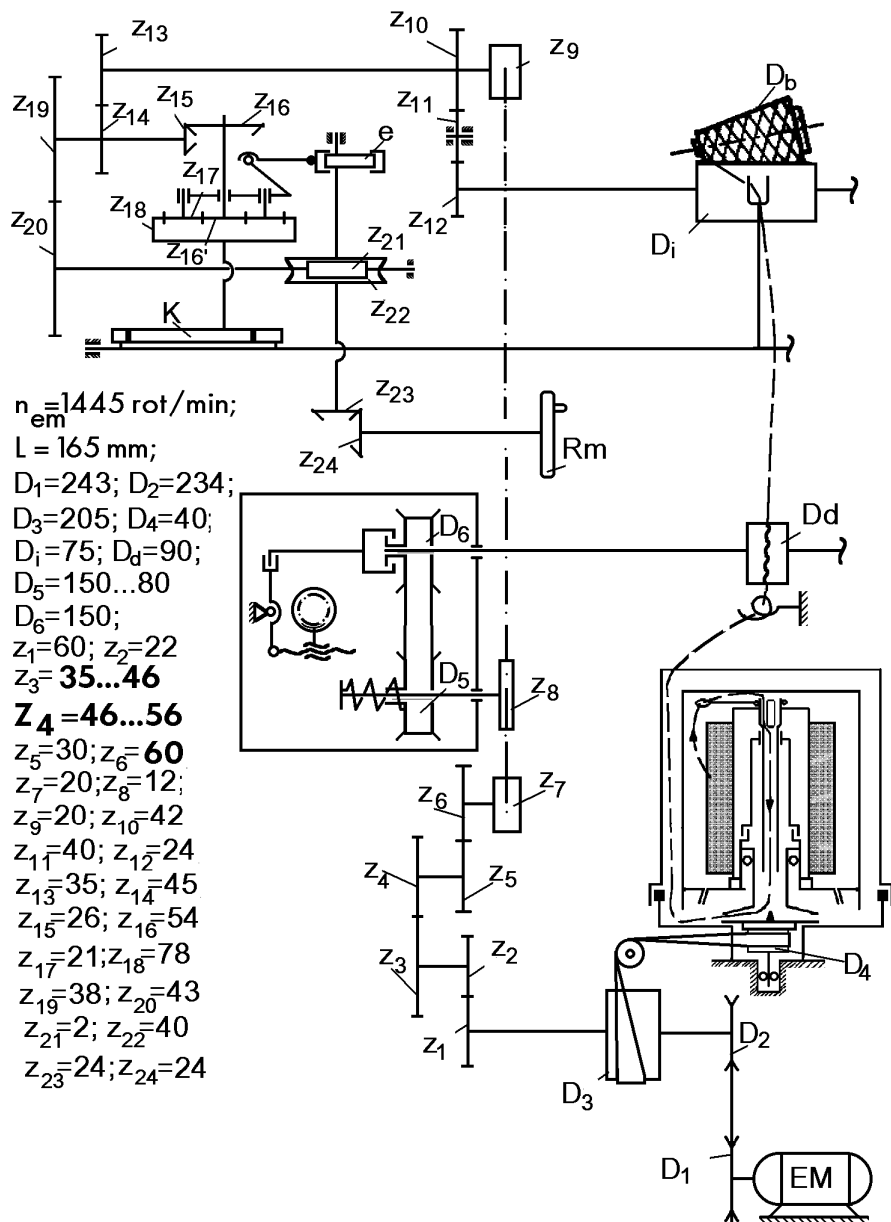 z13
z10
z9
Db
z19
z14
z15
z16
z11
e
z17
z18
z12
z20
z16'
z21
Di
z22
K
z23
n em=1445 rot/min;
z24
Rm
L = 165 mm;
D1=243; D2=234;
D3=205; D4=40;
D6
Dd
Di=75; Dd=90;
D5=150...80
D6=150;
z1=60; z2=22
z3= 35...46
D5
z8
Z4 =46...56
z5=30; z6=60
z7=20; z8=12;
z6
z7
z9=20; z10=42
z11=40; z12=24
z4
z5
z13=35; z14=45
z15=26; z16=54
z17=21; z18=78
z3
z2
D4
z19=38; z20=43
z21=2; z22=40
z1
D2
z23=24; z24=24
D3
D1
EM